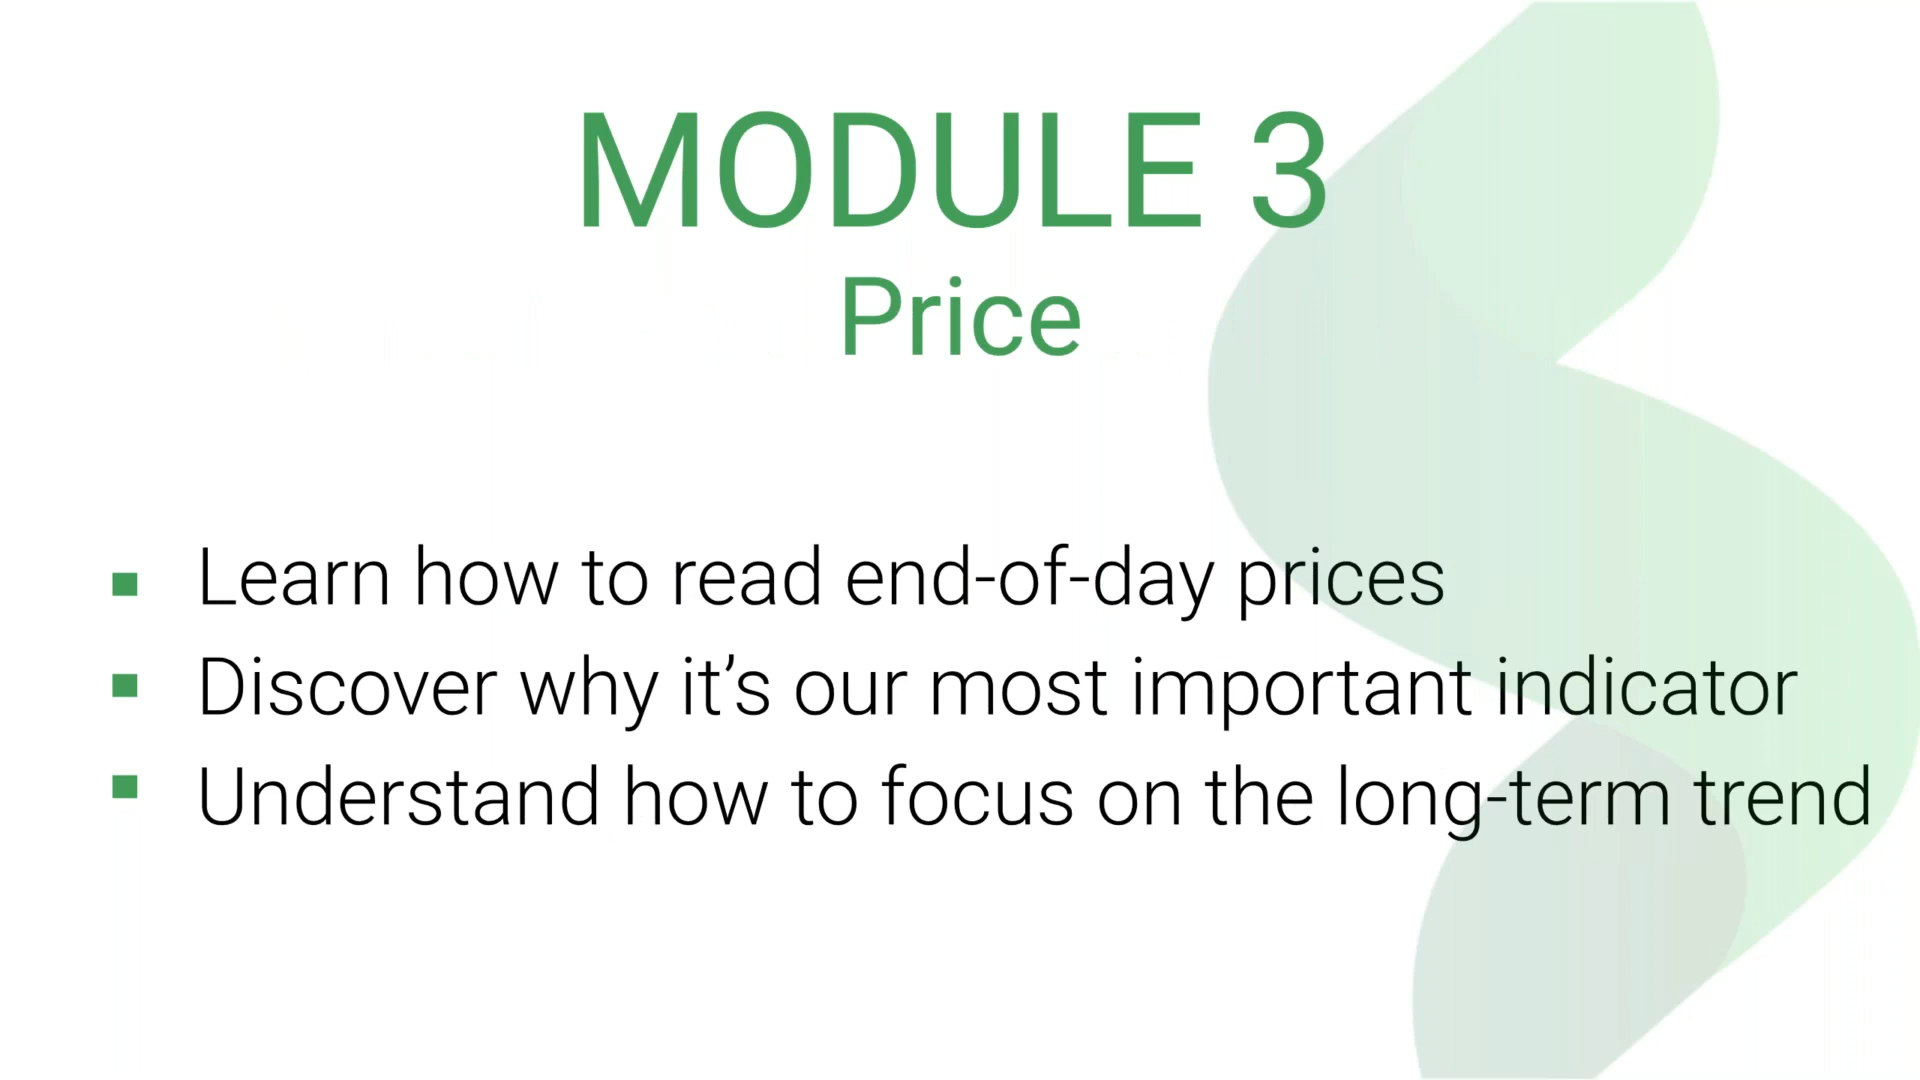 MODULE 3
Price
Learn how to read end-of-day prices
Discover why it’s our most important indicator
Understand how to focus on the long-term trend